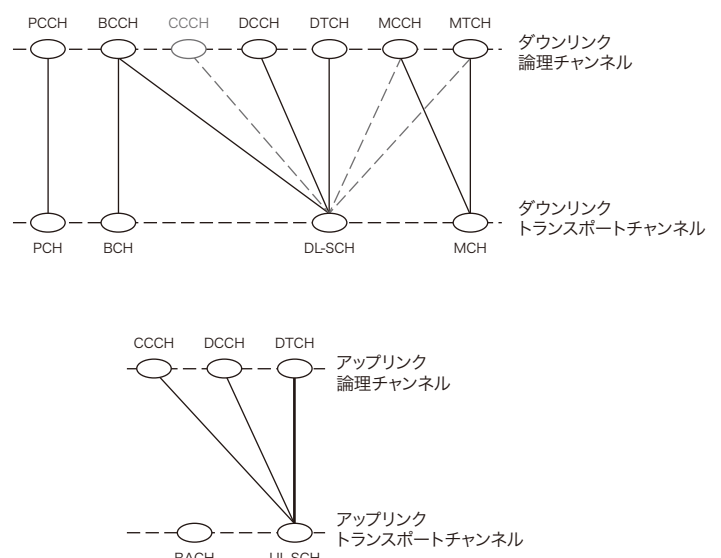 PCCH BCCH CCCH DCCH DTCH MCCH MTCH
ダウンリンク
論理チャンネル
ダウンリンク
トランスポートチャンネル
PCH BCH DL-SCH MCH
CCCH DCCH DTCH
アップリンク
論理チャンネル
アップリンク
トランスポートチャンネル
RACH UL-SCH